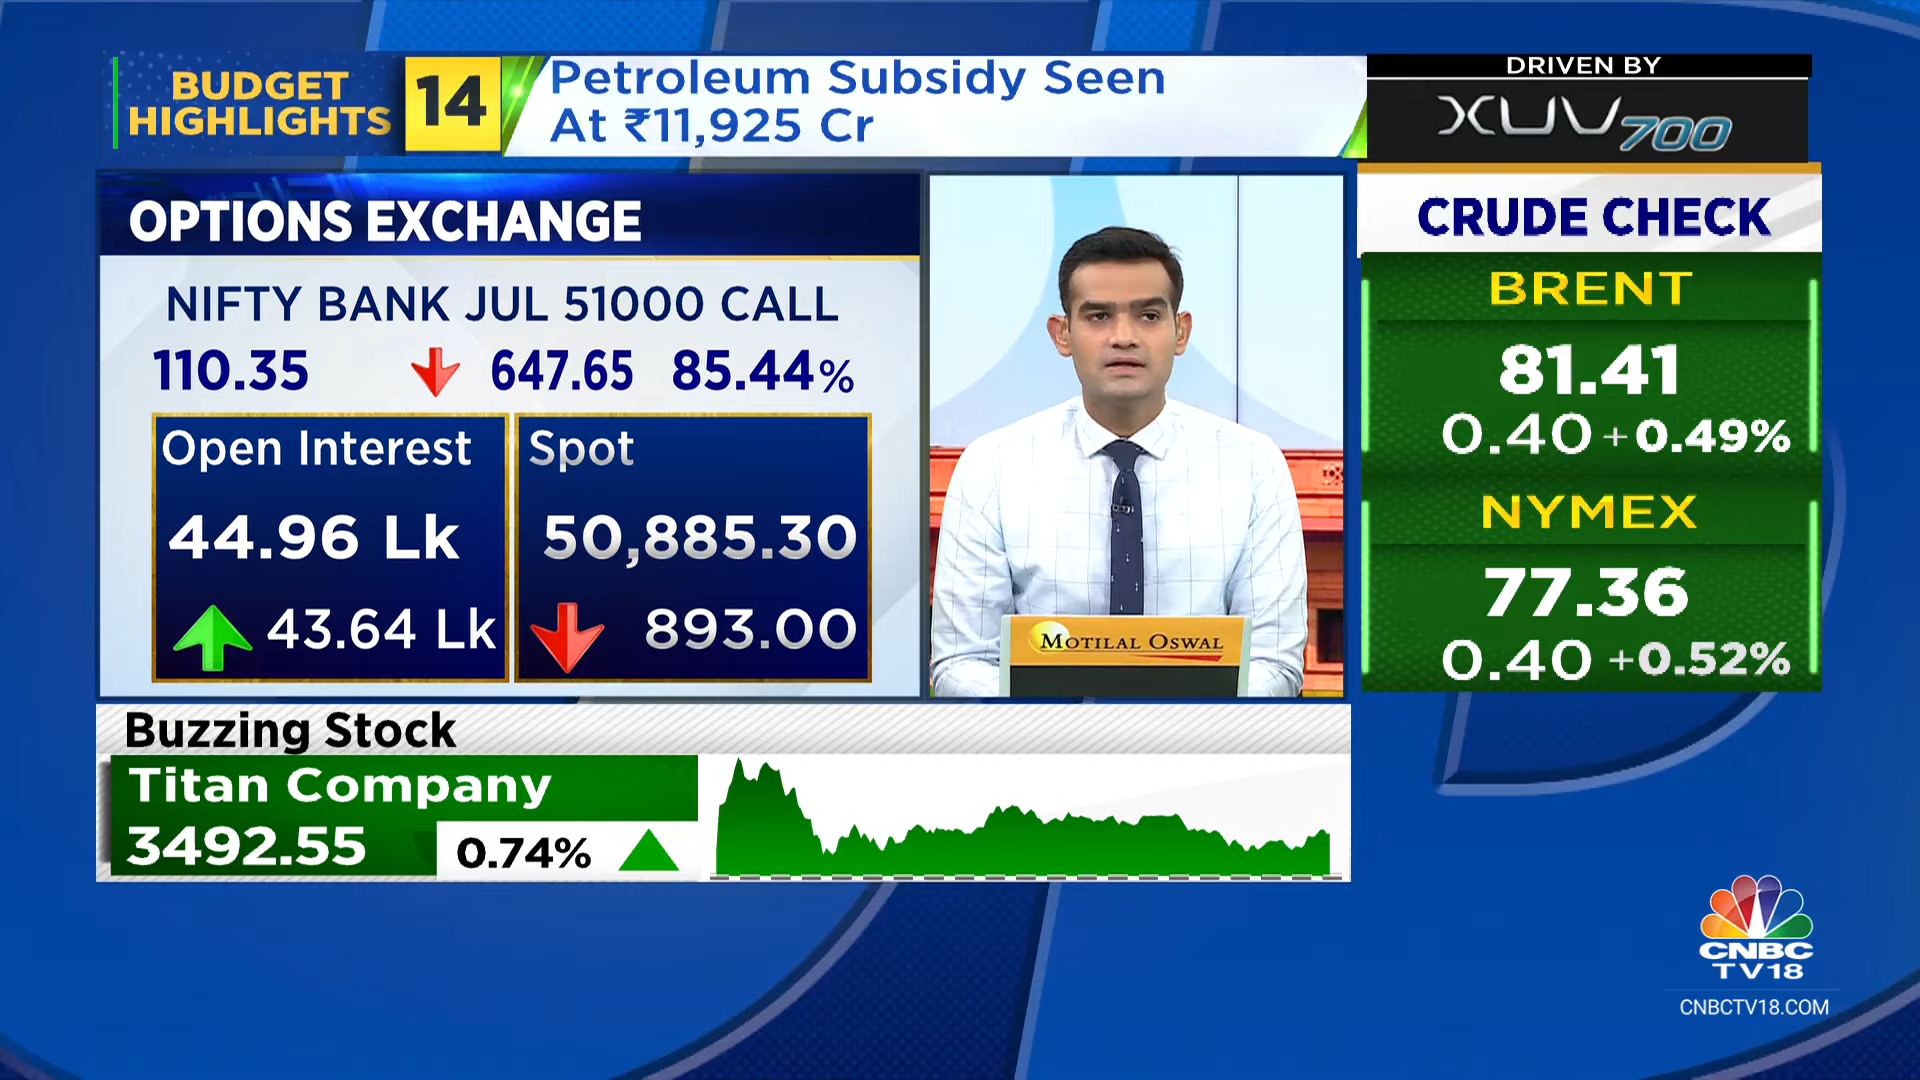 BUDGET
HIGHLIGHTS
14
Petroleum Subsidy Seen
At ₹11,925 Cr
DRIVEN BY
XUV700
OPTIONS EXCHANGE
NIFTY BANK JUL 51000 CALL
110.35 647.65 85.44%
Open Interest
44.96 Lk
43.64 Lk
Spot
50,885.30
893.00
MOTILAL OSWAL
CRUDE CHECK
BRENT
81.41
0.40 +0.49%
NYMEX
77.36
0.40 +0.52%
Buzzing Stock
Titan Company
3492.55
0.74%
CNBC
TV18
CNBCTV18.COM